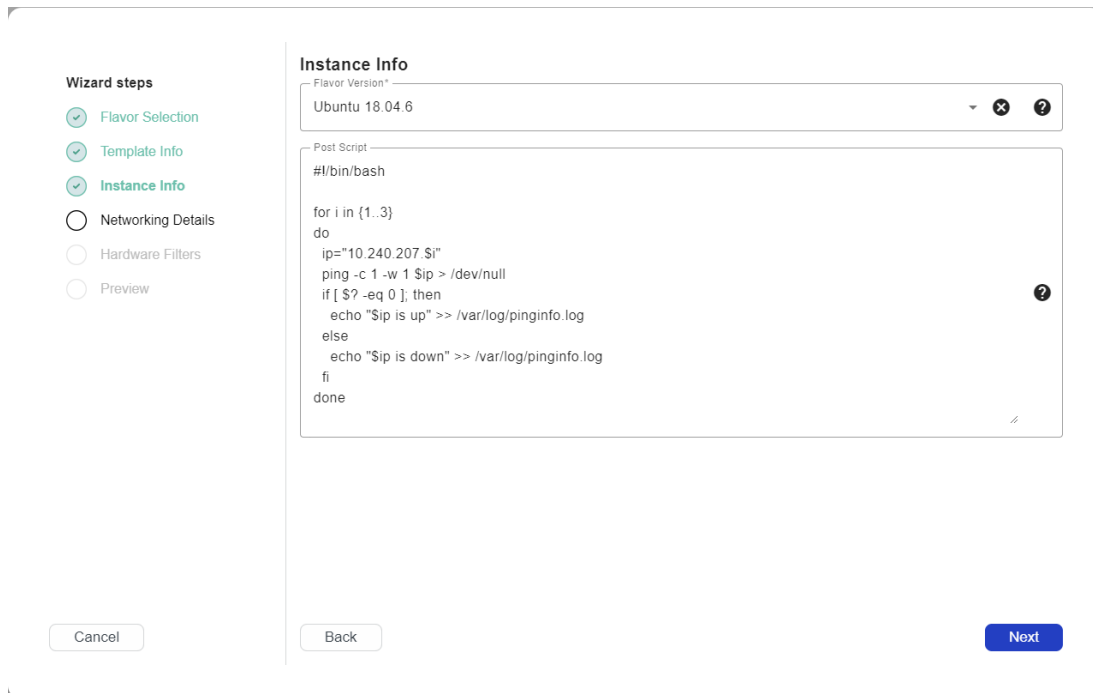 Wizard steps
Flavor Selection
Template Info
Instance Info
Networking Details
Hardware Filters
Preview
Instance Info
Flavor Version*
Ubuntu 18.04.6
Post Script
#!/bin/bash
for i in {1..3}
do
ip="10.240.207.$i"
ping -c 1 -w 1 $ip > /dev/null
if [ $? -eq 0 ]; then
echo "$ip is up" >> /var/log/pinginfo.log
else
echo "$ip is down" >> /var/log/pinginfo.log
fi
done
Cancel
Back
Next